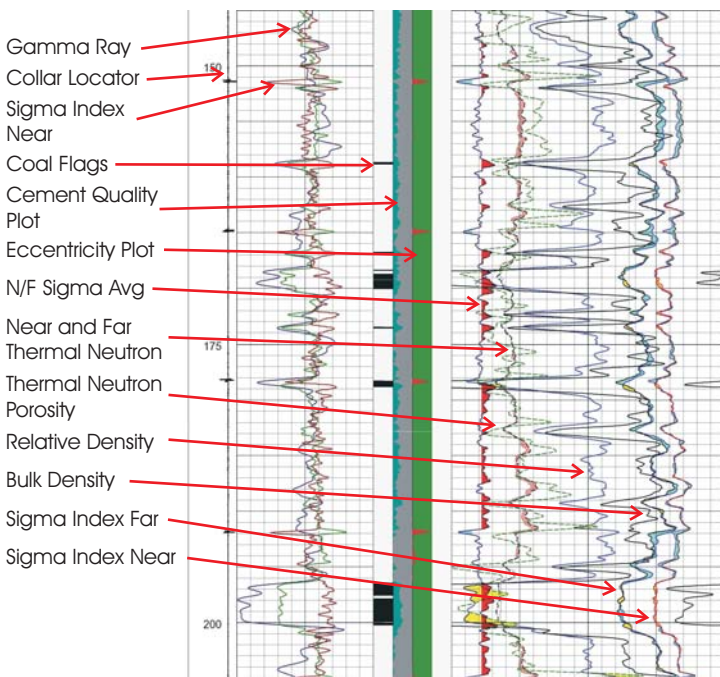 Gamma Ray
Collar Locator
Sigma Index
Near
Coal Flags
Cement Quality
Plot
Eccentricity Plot
N/F Sigma Avg
Near and Far
Thermal Neutron
Thermal Neutron
Porosity
Relative Density
Bulk Density
Sigma Index Far
Sigma Index Near
150
175
200